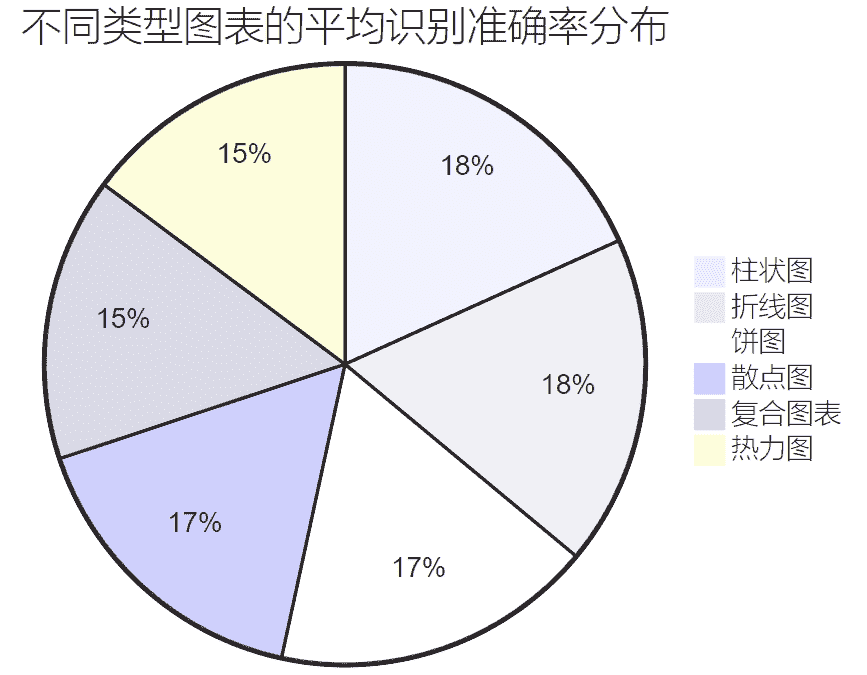 不同类型图表的平均识别准确率分布
15%
18%
15%
18%
17%
17%
柱状图
折线图
饼图
散点图
复合图表
热力图